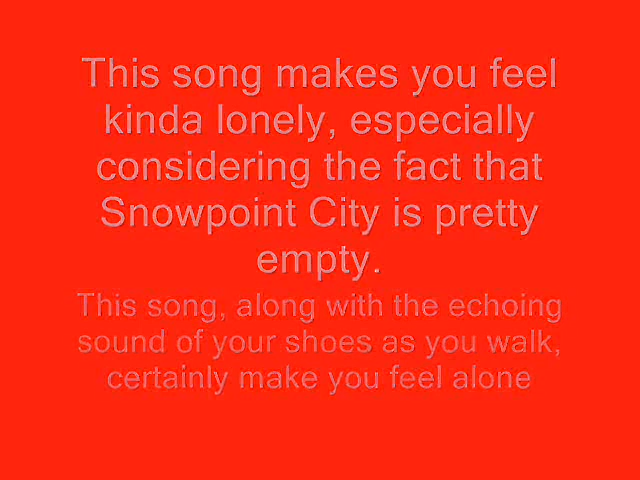 This song makes you feel
kinda lonely, especially
considering the fact that
Snowpoint City is pretty
empty.
This song, along with the echoing
sound of your shoes as you walk,
certainly make you feel alone